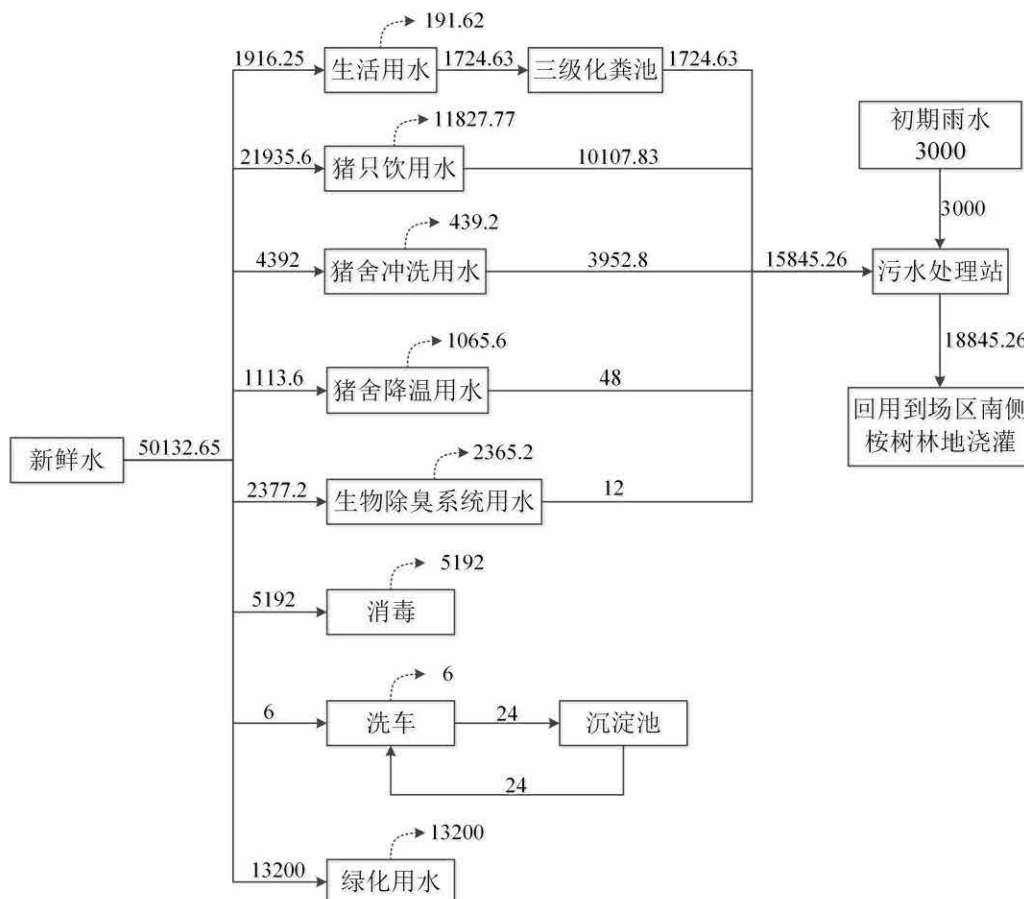 191.62
1916.25
生活用水
1724.63
三级化粪池
1724.63
11827.77
21935.6
猪只饮用水
10107.83
初期雨水
3000
3000
439.2
4392
猪舍冲洗用水
3952.8
15845.26
污水处理站
1065.6
1113.6
猪舍降温用水
48
18845.26
回用到场区南侧
桉树林地浇灌
新鲜水
50132.65
2365.2
2377.2
生物除臭系统用水
12
5192
5192
消毒
6
6
洗车
24
沉淀池
24
13200
13200
绿化用水